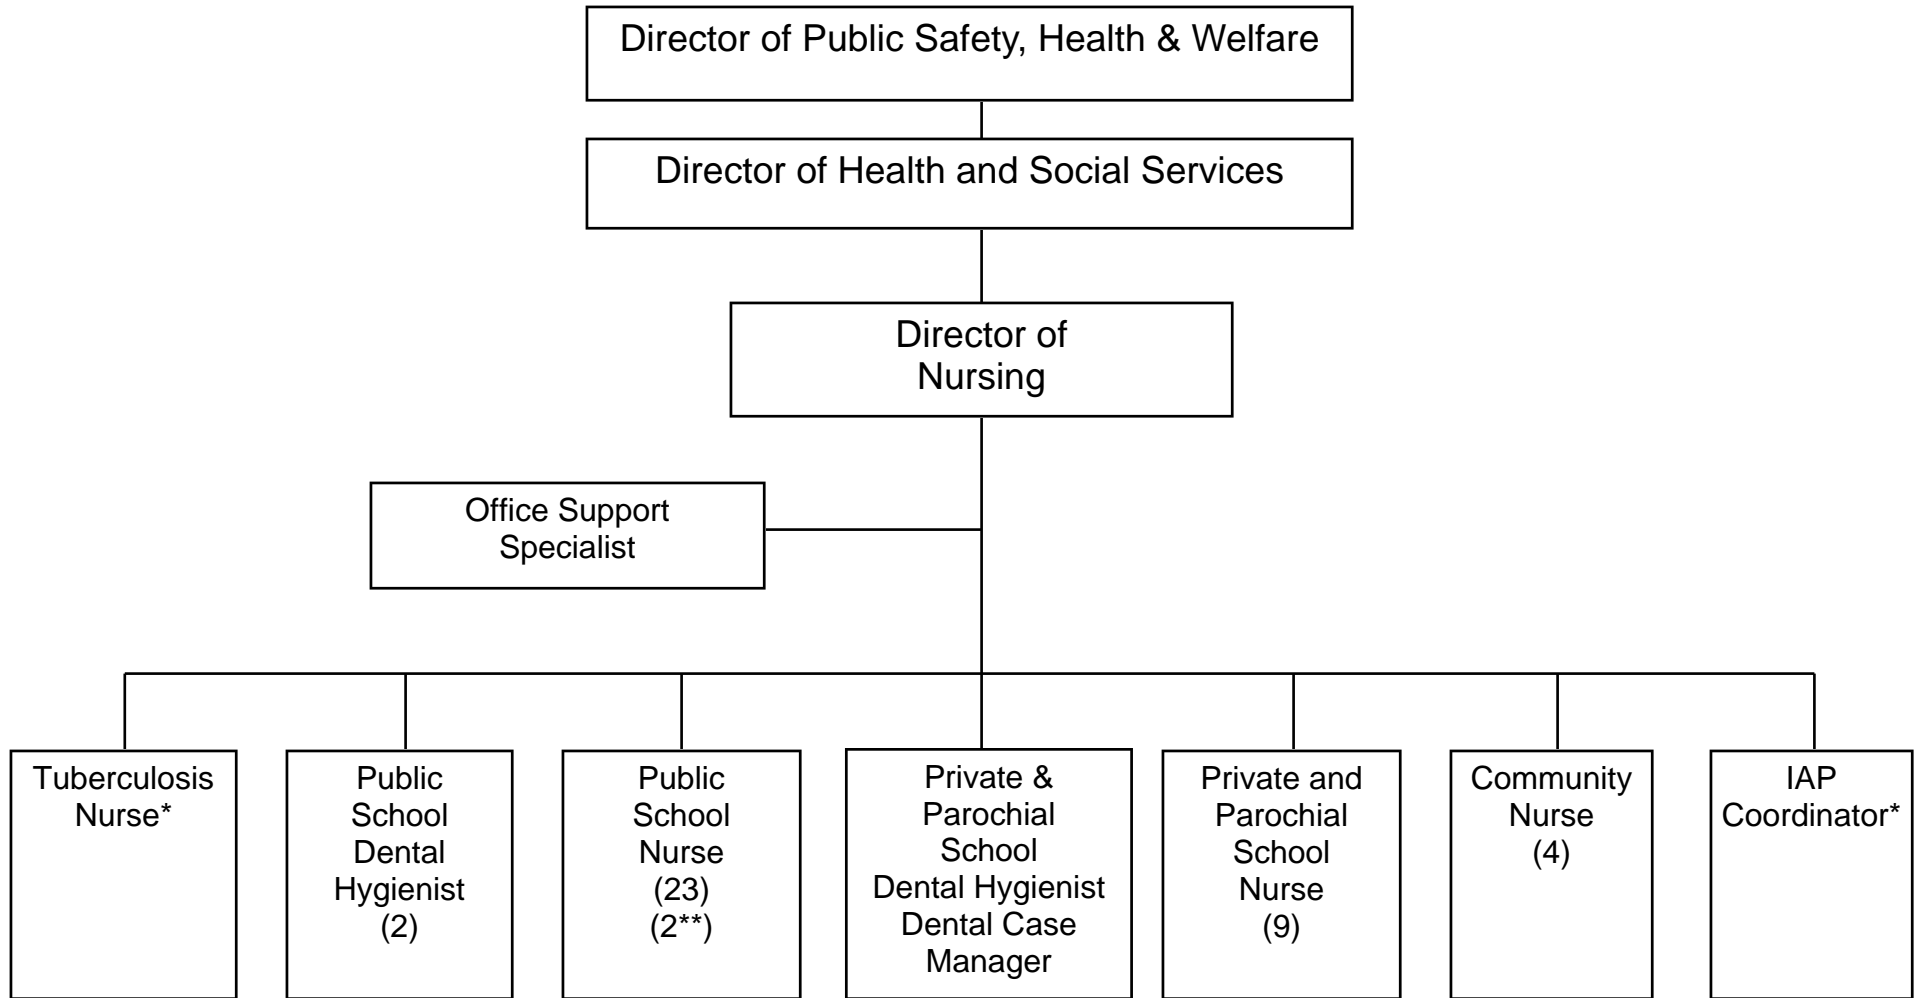 Director of Public Safety, Health & Welfare
Director of Health and Social Services
Director of
Nursing
Office Support
Specialist
Tuberculosis
Nurse*
Public
School
Dental
Hygienist
(2)
Public
School
Nurse
(23)
(2**)
Private &
Parochial
School
Dental Hygienist
Dental Case
Manager
Private and
Parochial
School
Nurse
(9)
Community
Nurse
(4)
IAP
Coordinator*